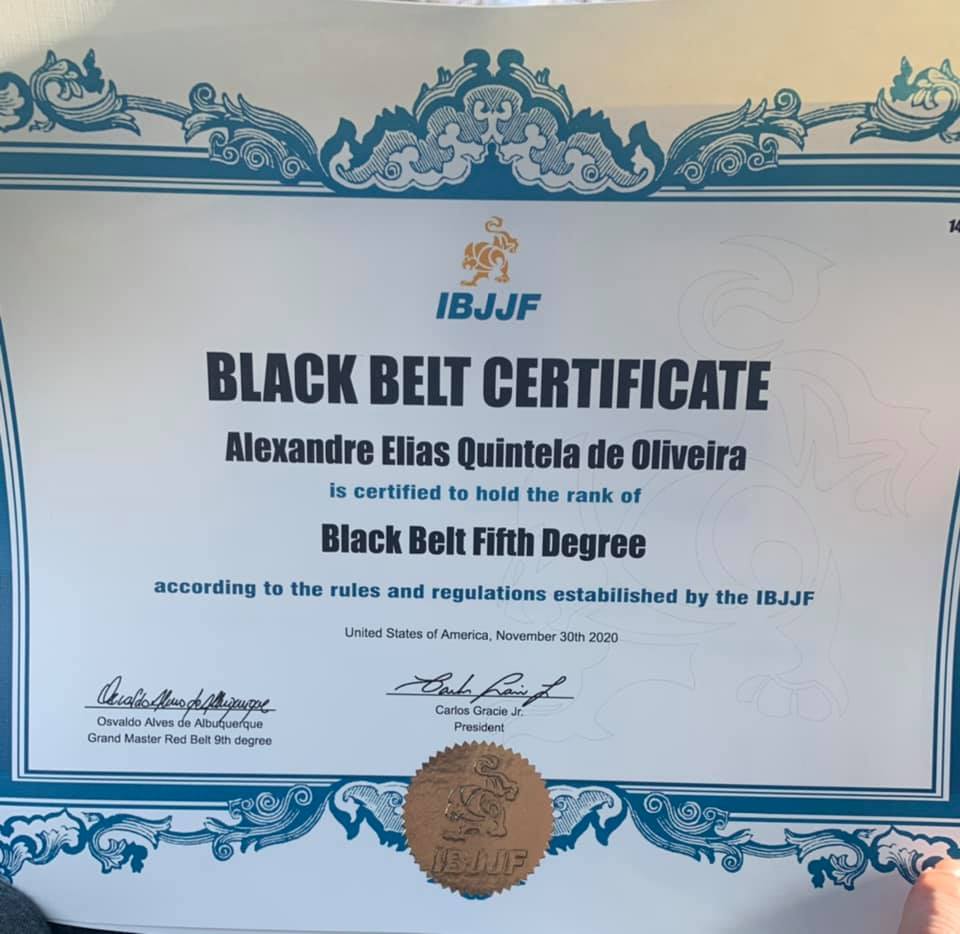 14
IBJJF
BLACK BELT CERTIFICATE
Alexandre Elias Quintela de Oliveira
is certified to hold the rank of
Black Belt Fifth Degree
according to the rules and regulations estabilished by the IBJJF
United States of America, November 30th 2020
Osvaldo Alves de Albuquerque
Grand Master Red Belt 9th degree
Carlos Gracie Jr.
President
IBJJF